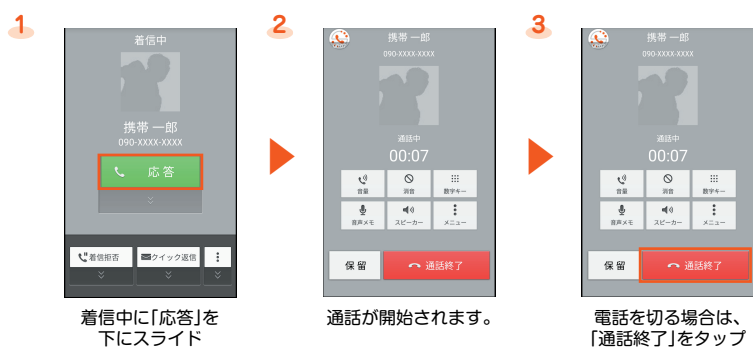 1
着信中
携帯 一郎
090-XXXX-XXXX
応答
着信拒否
クイック返信
着信中に「応答」を
下にスライド
2
携帯 一郎
090-XXXX-XXXX
通話中
00:07
音量
消音
数字キー
音声メモ
スピーカー
メニュー
保留
通話終了
通話が開始されます。
3
携帯 一郎
090-XXXX-XXXX
通話中
00:07
音量
消音
数字キー
音声メモ
スピーカー
メニュー
保留
通話終了
電話を切る場合は、
「通話終了」をタップ